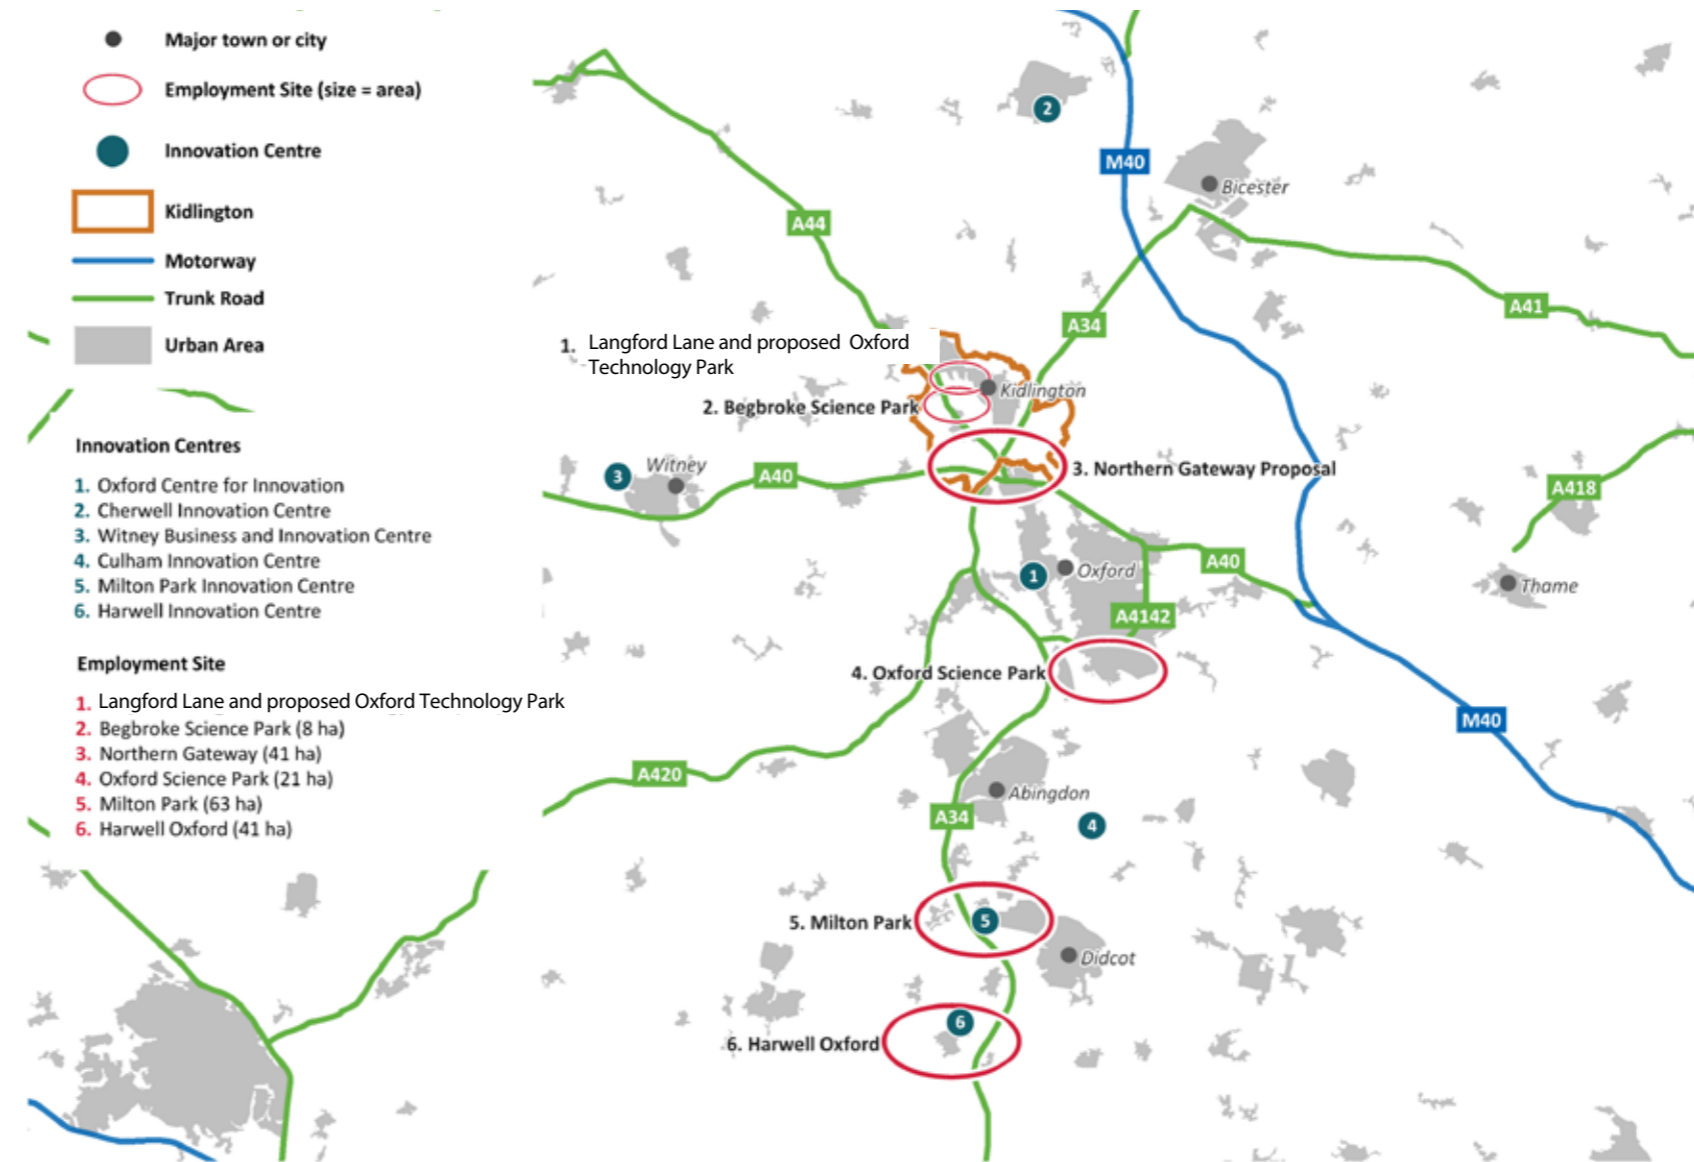 Major town or city
Employment Site (size = area)
Innovation Centre
Kidlington
Motorway
Trunk Road
Urban Area
Innovation Centres
1. Oxford Centre for Innovation
2. Cherwell Innovation Centre
3. Witney Business and Innovation Centre
4. Culham Innovation Centre
5. Milton Park Innovation Centre
6. Harwell Innovation Centre
Employment Site
1. Langford Lane and proposed Oxford Technology Park
2. Begbroke Science Park (8 ha)
3. Northern Gateway (41 ha)
4. Oxford Science Park (21 ha)
5. Milton Park (63 ha)
6. Harwell Oxford (41 ha)
2
M40
Bicester
A44
A41
A34
1. Langford Lane and proposed Oxford
Technology Park
Kidlington
2. Begbroke Science Park
3. Northern Gateway Proposal
3
Witney
A40
A418
1
Oxford
A40
Thame
A4142
4. Oxford Science Park
M40
A420
Abingdon
A34
4
5. Milton Park
5
Didcot
6
6. Harwell Oxford